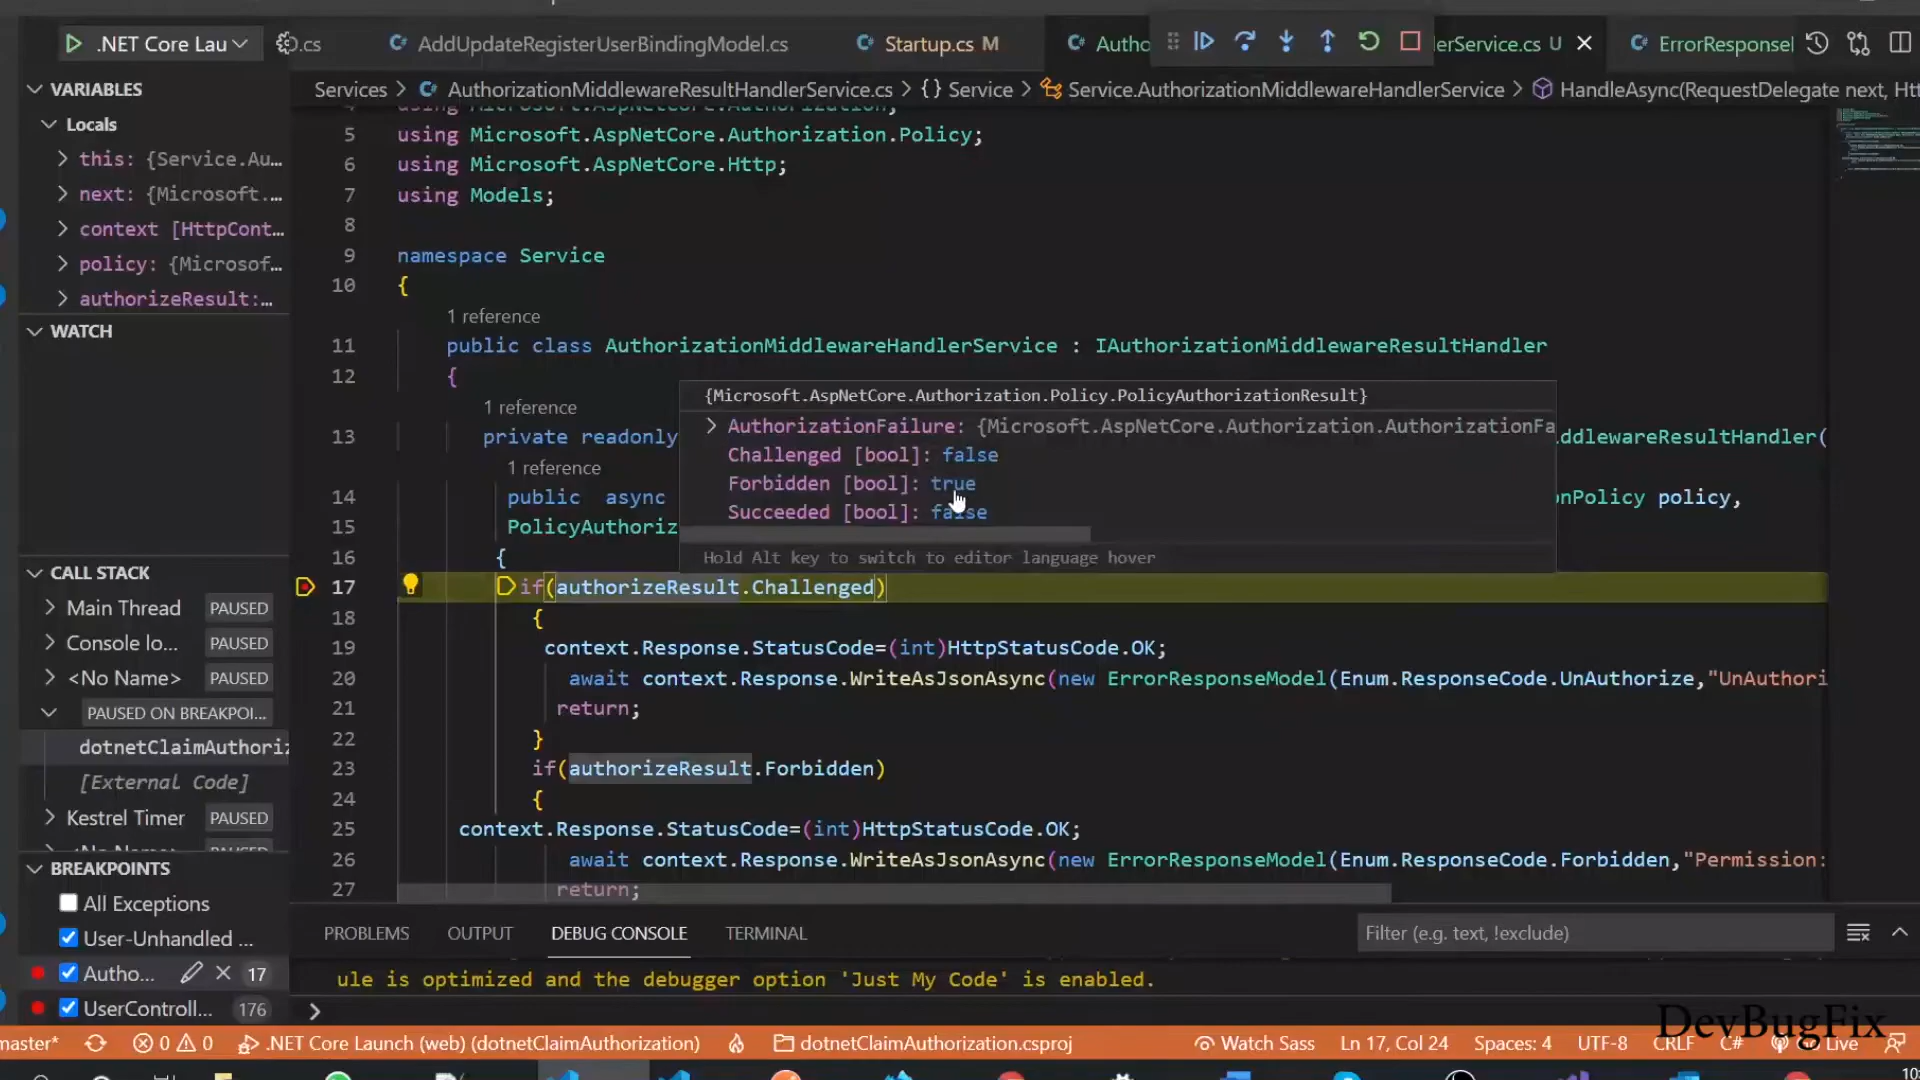 .NET Core Lau
.cs
AddUpdateRegisterUserBindingModel.cs
Startup.cs M
Autho
erService.cs U
ErrorResponseI
VARIABLES
Services > AuthorizationMiddlewareResultHandlerService.cs > {} Service > Service.AuthorizationMiddlewareHandlerService > HandleAsync(RequestDelegate next, Htt
Locals
this: {Service.Au...
next: {Microsoft....
context [HttpCont...
policy: {Microsof...
authorizeResult:...
WATCH
using Microsoft.AspNetCore.Authorization;
5 using Microsoft.AspNetCore.Authorization.Policy;
6 using Microsoft.AspNetCore.Http;
7 using Models;
8
9 namespace Service
10 {
1 reference
11 public class AuthorizationMiddlewareHandlerService : IAuthorizationMiddlewareResultHandler
12 {
1 reference
13 private readonly
ddlewareResultHandler(
1 reference
14 public async
onPolicy policy,
15 PolicyAuthoriz
16 {
{Microsoft.AspNetCore.Authorization.Policy.PolicyAuthorizationResult}
AuthorizationFailure: {Microsoft.AspNetCore.Authorization.AuthorizationFa
Challenged [bool]: false
Forbidden [bool]: true
Succeeded [bool]: false
Hold Alt key to switch to editor language hover
17 if(authorizeResult.Challenged)
18 {
19 context.Response.StatusCode=(int)HttpStatusCode.OK;
20 await context.Response.WriteAsJsonAsync(new ErrorResponseModel(Enum.ResponseCode.UnAuthorize,"UnAuthori
21 return;
22 }
23 if(authorizeResult.Forbidden)
24 {
25 context.Response.StatusCode=(int)HttpStatusCode.OK;
26 await context.Response.WriteAsJsonAsync(new ErrorResponseModel(Enum.ResponseCode.Forbidden,"Permission:
27 return;
CALL STACK
Main Thread PAUSED
Console lo... PAUSED
<No Name> PAUSED
PAUSED ON BREAKPOI...
dotnetClaimAuthoriz
[External Code]
Kestrel Timer PAUSED
BREAKPOINTS
All Exceptions
User-Unhandled ...
Autho... 17
UserControll... 176
PROBLEMS OUTPUT DEBUG CONSOLE TERMINAL
Filter (e.g. text, !exclude)
ule is optimized and the debugger option 'Just My Code' is enabled.
>
DevBugFix
master* 0 0 .NET Core Launch (web) (dotnetClaimAuthorization) dotnetClaimAuthorization.csproj Watch Sass Ln 17, Col 24 Spaces: 4 UTF-8 CRLF C# Go Live
10: